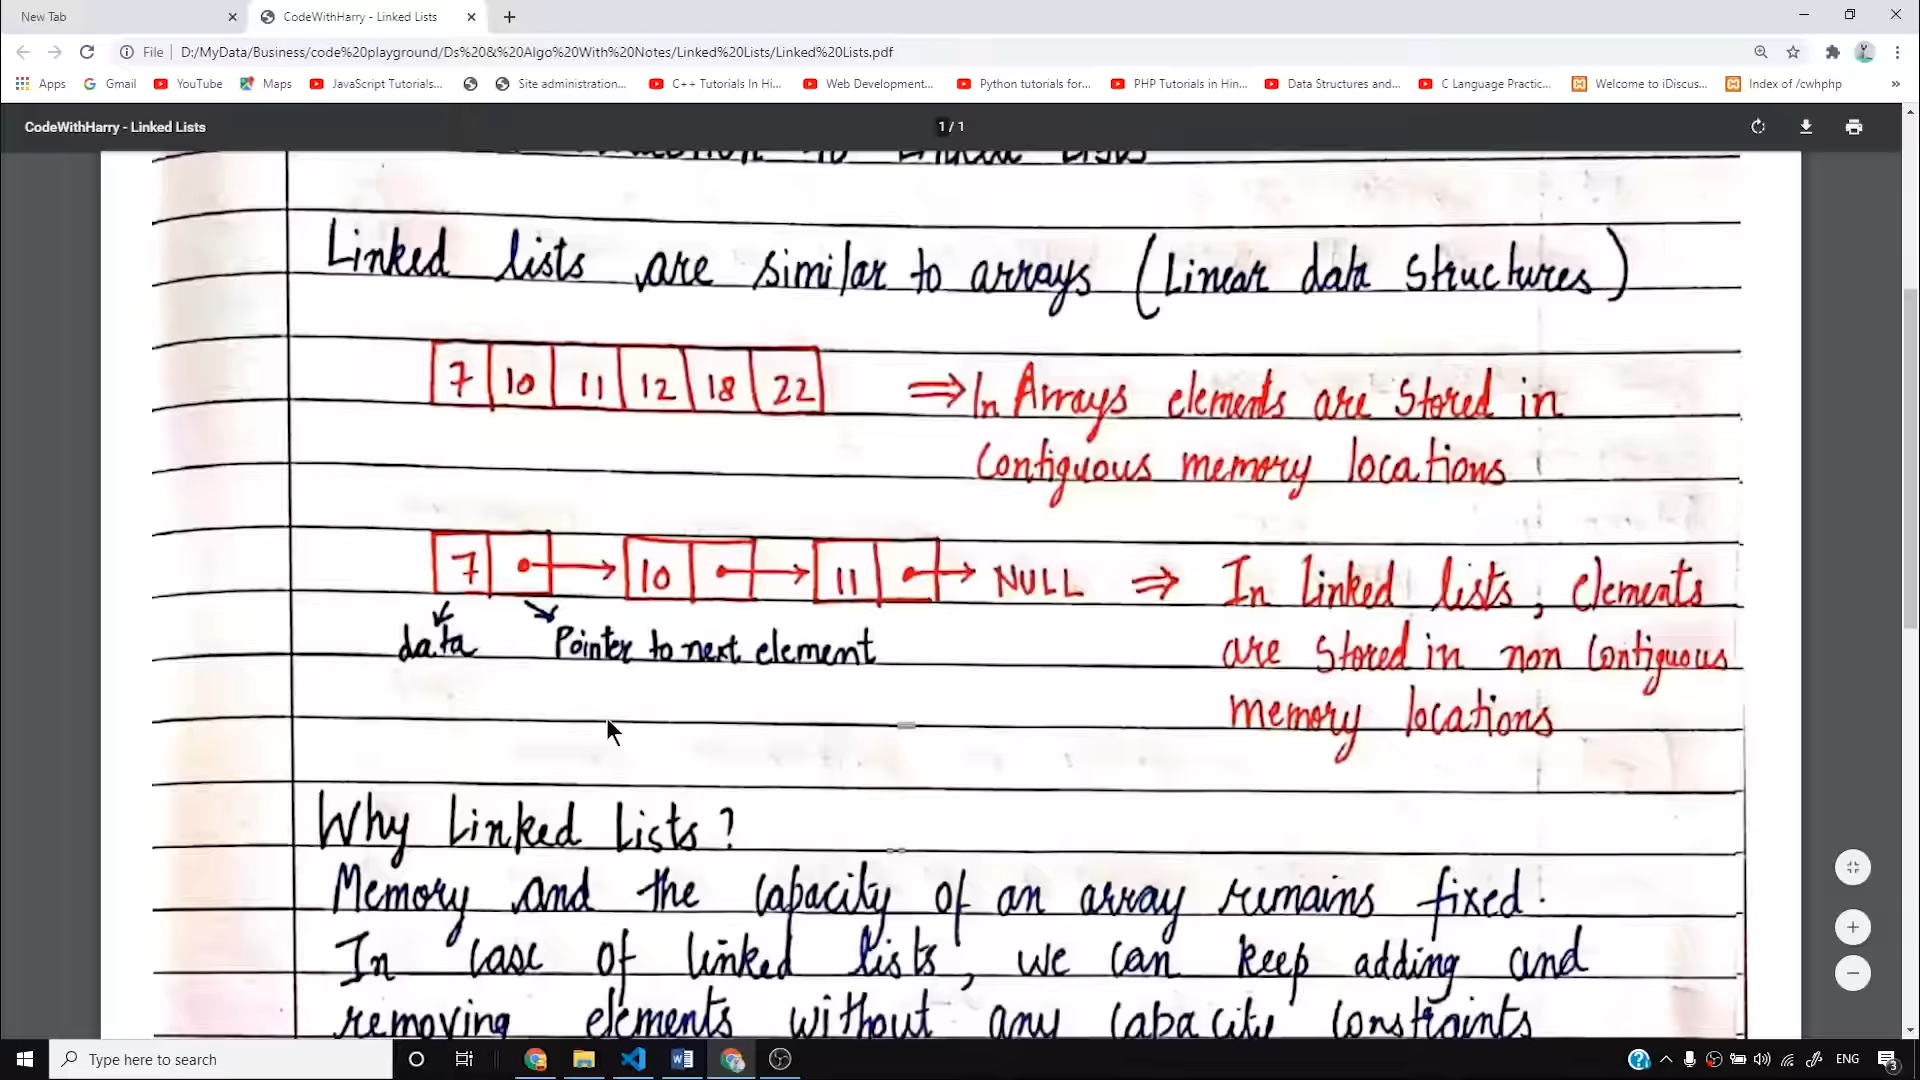 New Tab
CodeWithHarry - Linked Lists
File | D:/MyData/Business/code%20playground/Ds%20&%20Algo%20With%20Notes/Linked%20Lists/Linked%20Lists.pdf
Apps Gmail YouTube Maps JavaScript Tutorials... Site administration... C++ Tutorials In Hi... Web Development... Python tutorials for... PHP Tutorials in Hin... Data Structures and... C Language Practic... Welcome to iDiscus... Index of /cwhphp »
CodeWithHarry - Linked Lists 1 / 1
to Linked Lists
Linked lists are similar to arrays (Linear data structures)
7 10 11 12 18 22 ⇒ In Arrays elements are stored in
Contiguous memory locations
7 → 10 → 11 → NULL ⇒ In linked lists, elements
data Pointer to next element are stored in non contiguous
memory locations
Why Linked Lists?
Memory and the capacity of an array remains fixed.
In case of linked lists, we can keep adding and
removing elements without any capacity constraints
Type here to search
ENG
3